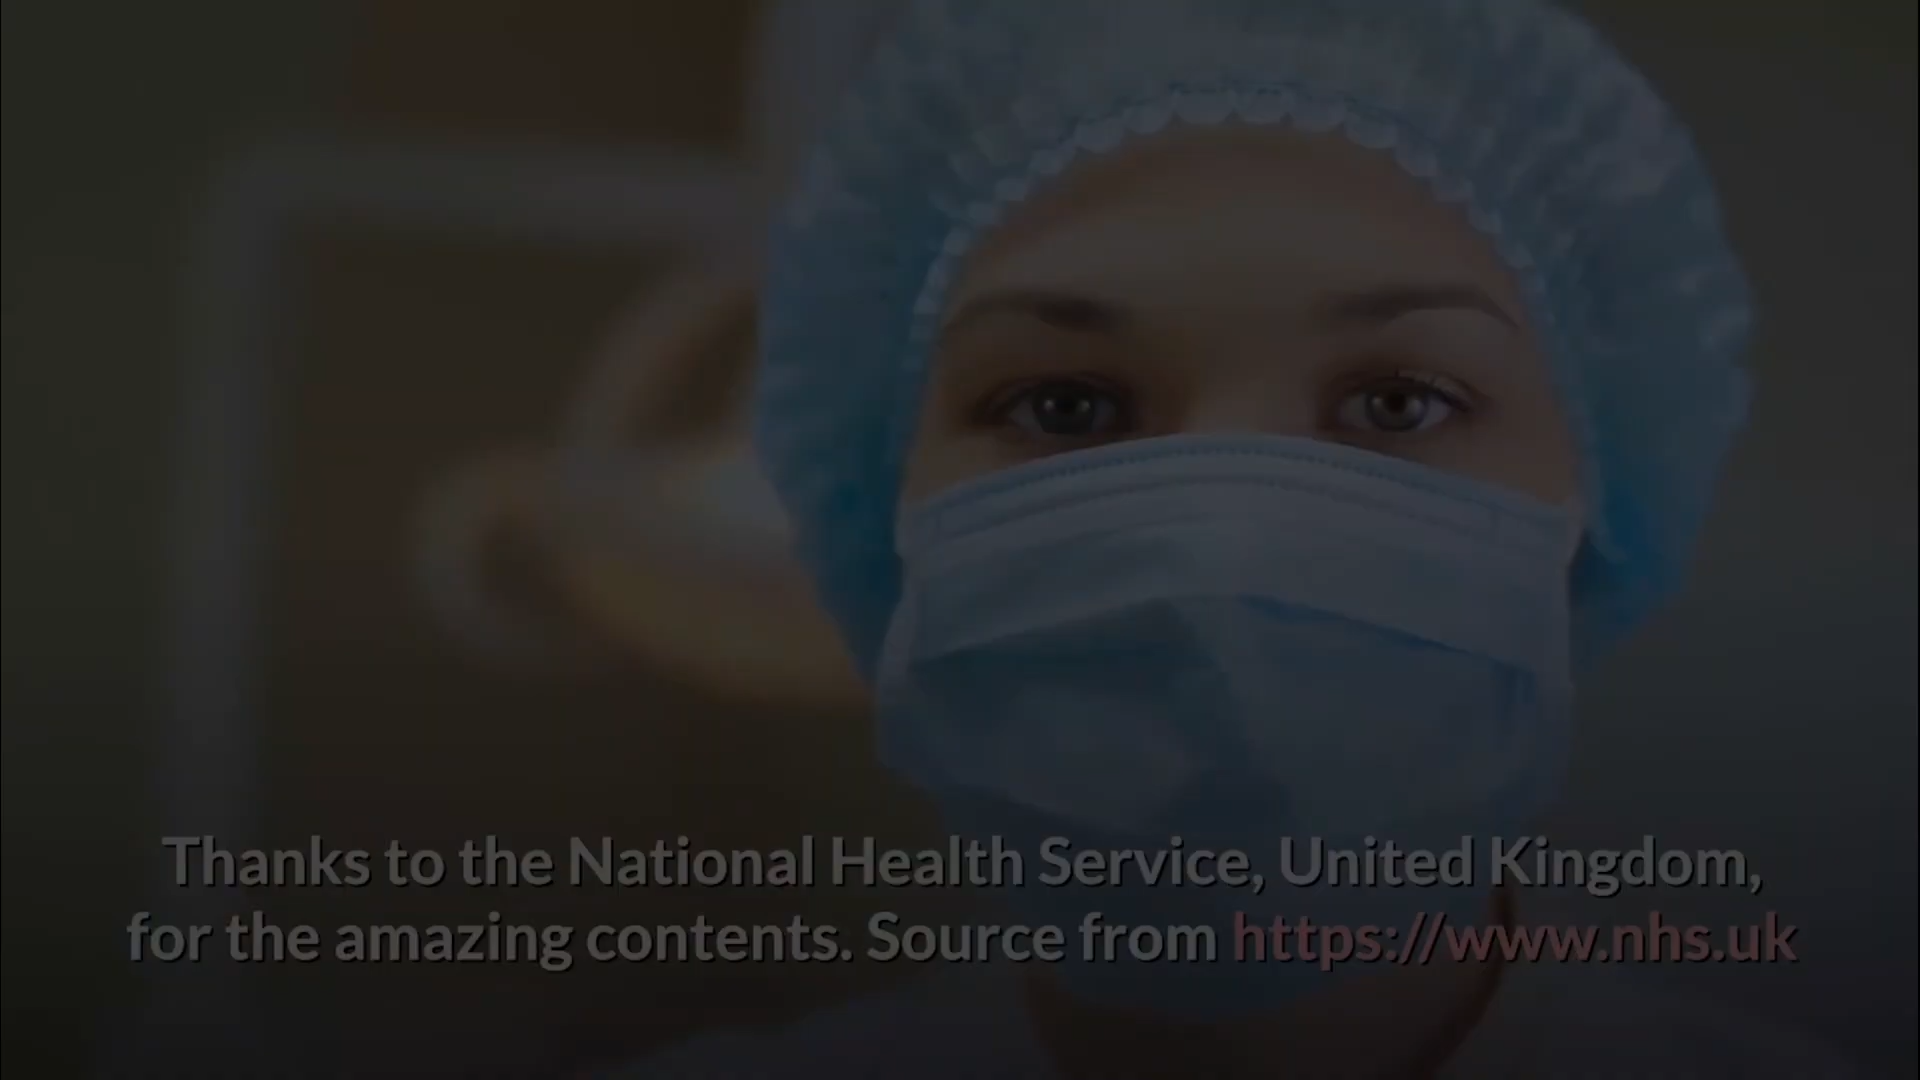 Thanks to the National Health Service, United Kingdom,
for the amazing contents. Source from https://www.nhs.uk